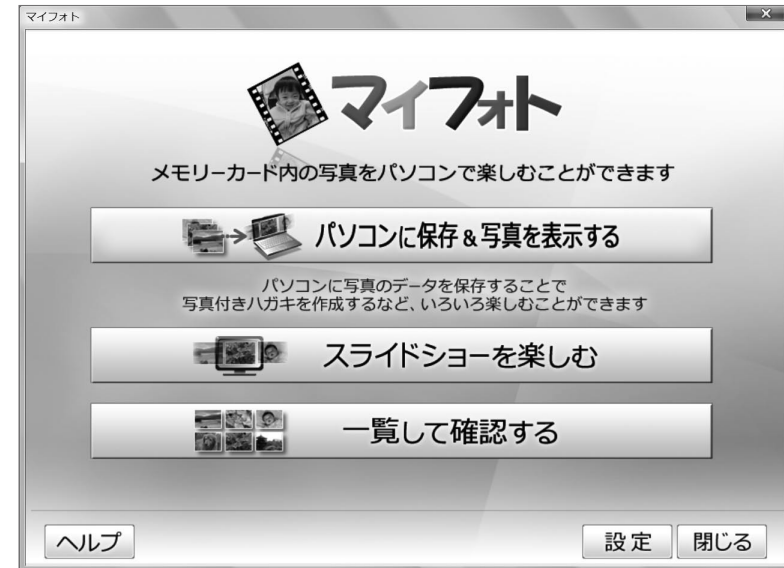 マイフォト
マイフォト
メモリーカード内の写真をパソコンで楽しむことができます
パソコンに保存&写真を表示する
パソコンに写真のデータを保存することで
写真付きハガキを作成するなど、いろいろ楽しむことができます
スライドショーを楽しむ
一覧して確認する
ヘルプ
設定
閉じる